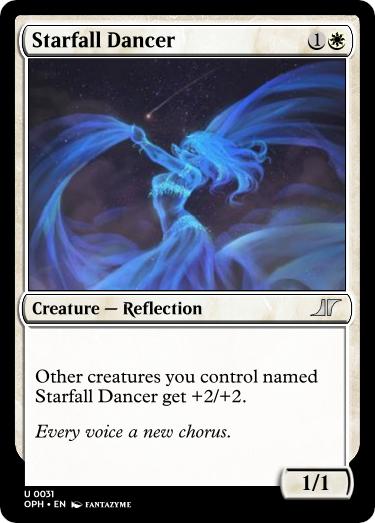 Starfall Dancer 1
Creature — Reflection
Other creatures you control named
Starfall Dancer get +2/+2.
Every voice a new chorus.
1/1
U 0031
OPH • EN FANTAZYME